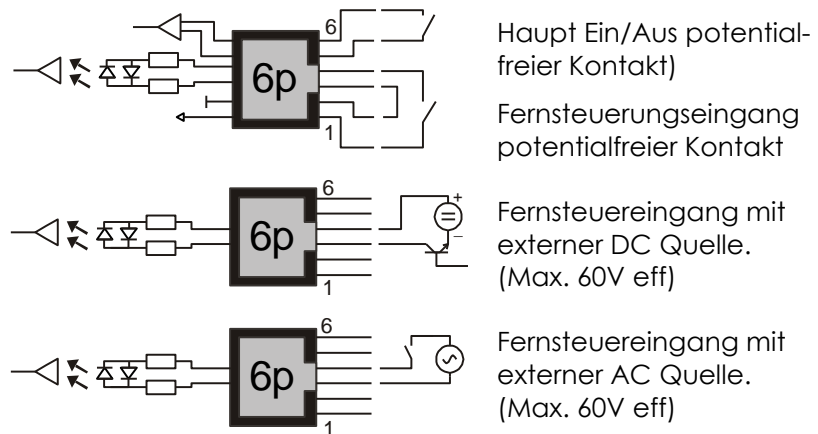 6
6p
1
Haupt Ein/Aus potential-
freier Kontakt)
Fernsteuerungseingang
potentialfreier Kontakt
6
6p
1
+
=
–
Fernsteuereingang mit
externer DC Quelle.
(Max. 60V eff)
6
6p
1
Fernsteuereingang mit
externer AC Quelle.
(Max. 60V eff)